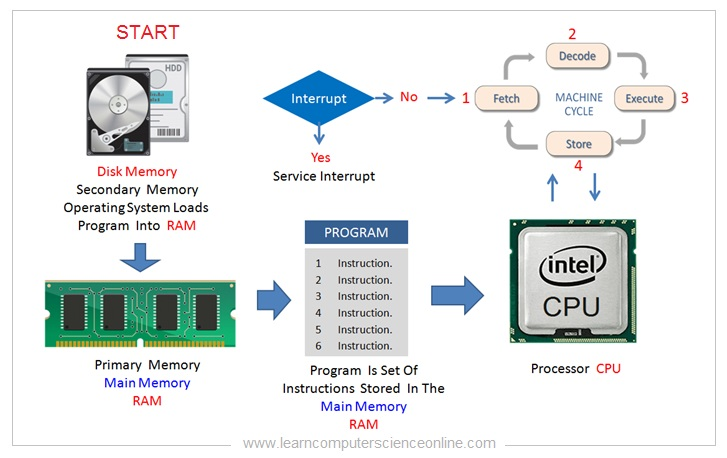 START
HDD
Disk Memory
Secondary Memory
Operating System Loads
Program Into RAM
Primary Memory
Main Memory
RAM
Interrupt
No
Yes
Service Interrupt
PROGRAM
1 Instruction.
2 Instruction.
3 Instruction.
4 Instruction.
5 Instruction.
6 Instruction.
Program Is Set Of
Instructions Stored In The
Main Memory
RAM
2
Decode
1 Fetch
MACHINE
CYCLE
Execute 3
Store
4
intel
CPU
Processor CPU
www.learncomputerscienceonline.com